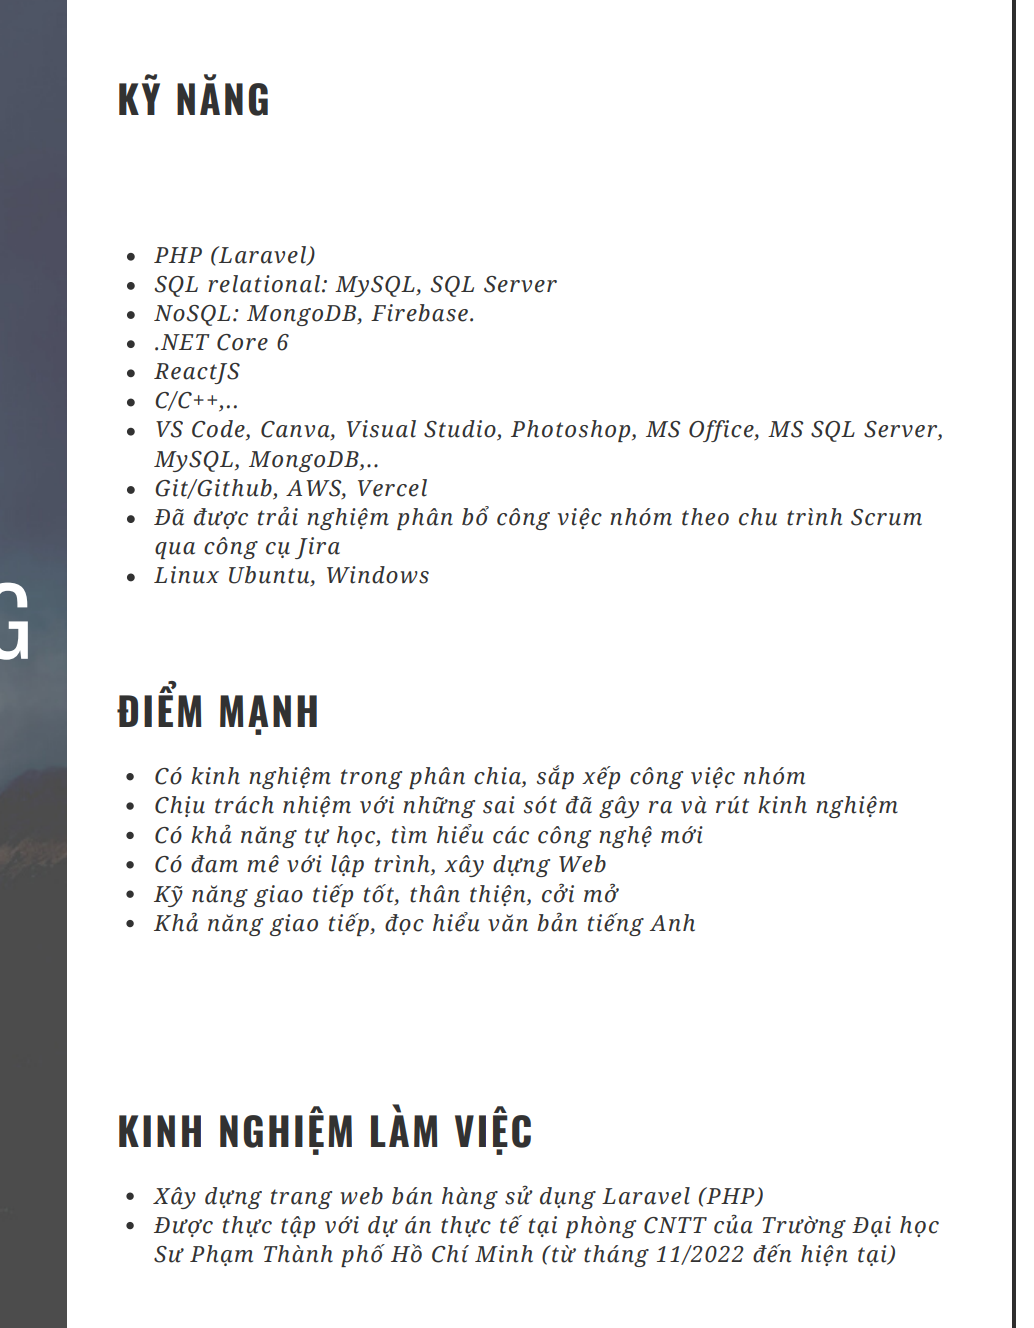 KỸ NĂNG
• PHP (Laravel)
• SQL relational: MySQL, SQL Server
• NoSQL: MongoDB, Firebase.
• .NET Core 6
• ReactJS
• C/C++,..
• VS Code, Canva, Visual Studio, Photoshop, MS Office, MS SQL Server,
MySQL, MongoDB,..
• Git/Github, AWS, Vercel
• Đã được trải nghiệm phân bổ công việc nhóm theo chu trình Scrum
qua công cụ Jira
• Linux Ubuntu, Windows
G
ĐIỂM MẠNH
• Có kinh nghiệm trong phân chia, sắp xếp công việc nhóm
• Chịu trách nhiệm với những sai sót đã gây ra và rút kinh nghiệm
• Có khả năng tự học, tìm hiểu các công nghệ mới
• Có đam mê với lập trình, xây dựng Web
• Kỹ năng giao tiếp tốt, thân thiện, cởi mở
• Khả năng giao tiếp, đọc hiểu văn bản tiếng Anh
KINH NGHIỆM LÀM VIỆC
• Xây dựng trang web bán hàng sử dụng Laravel (PHP)
• Được thực tập với dự án thực tế tại phòng CNTT của Trường Đại học
Sư Phạm Thành phố Hồ Chí Minh (từ tháng 11/2022 đến hiện tại)